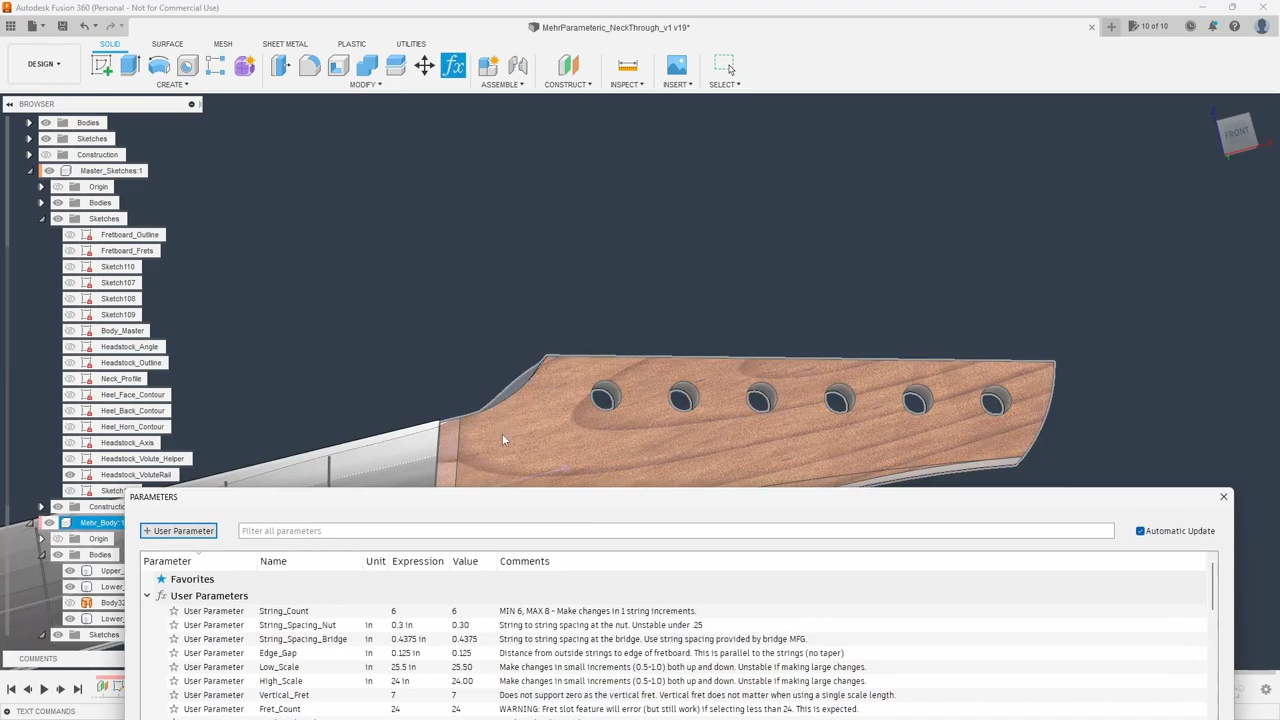 Autodesk Fusion 360 (Personal - Not for Commercial Use)
MehrParameteric_NeckThrough_v1 v19*
10 of 10
DESIGN
SOLID SURFACE MESH SHEET METAL PLASTIC UTILITIES
CREATE MODIFY ASSEMBLE CONSTRUCT INSPECT INSERT SELECT
BROWSER
Bodies
Sketches
Construction
Master_Sketches:1
Origin
Bodies
Sketches
Fretboard_Outline
Fretboard_Frets
Sketch110
Sketch107
Sketch108
Sketch109
Body_Master
Headstock_Angle
Headstock_Outline
Neck_Profile
Heel_Face_Contour
Heel_Back_Contour
Heel_Horn_Contour
Headstock_Axis
Headstock_Volute_Helper
Headstock_VoluteRail
Sketch
Constructi
Mehr_Body:1
Origin
Bodies
Upper_
Lower_
Body32
Lower_
Sketches
COMMENTS
TEXT COMMANDS
FRONT
Z
X
PARAMETERS
+ User Parameter
Filter all parameters
Automatic Update
Parameter Name Unit Expression Value Comments
Favorites
fx User Parameters
User Parameter String_Count 6 6 MIN 6, MAX 8 - Make changes in 1 string increments.
User Parameter String_Spacing_Nut in 0.3 in 0.30 String to string spacing at the nut. Unstable under .25
User Parameter String_Spacing_Bridge in 0.4375 in 0.4375 String to string spacing at the bridge. Use string spacing provided by bridge MFG.
User Parameter Edge_Gap in 0.125 in 0.125 Distance from outside strings to edge of fretboard. This is parallel to the strings (no taper)
User Parameter Low_Scale in 25.5 in 25.50 Make changes in small increments (0.5-1.0) both up and down. Unstable if making large changes.
User Parameter High_Scale in 24 in 24.00 Make changes in small increments (0.5-1.0) both up and down. Unstable if making large changes.
User Parameter Vertical_Fret 7 7 Does not support zero as the vertical fret. Vertical fret does not matter when using a single scale length.
User Parameter Fret_Count 24 24 WARNING: Fret slot feature will error (but still work) if selecting less than 24. This is expected.